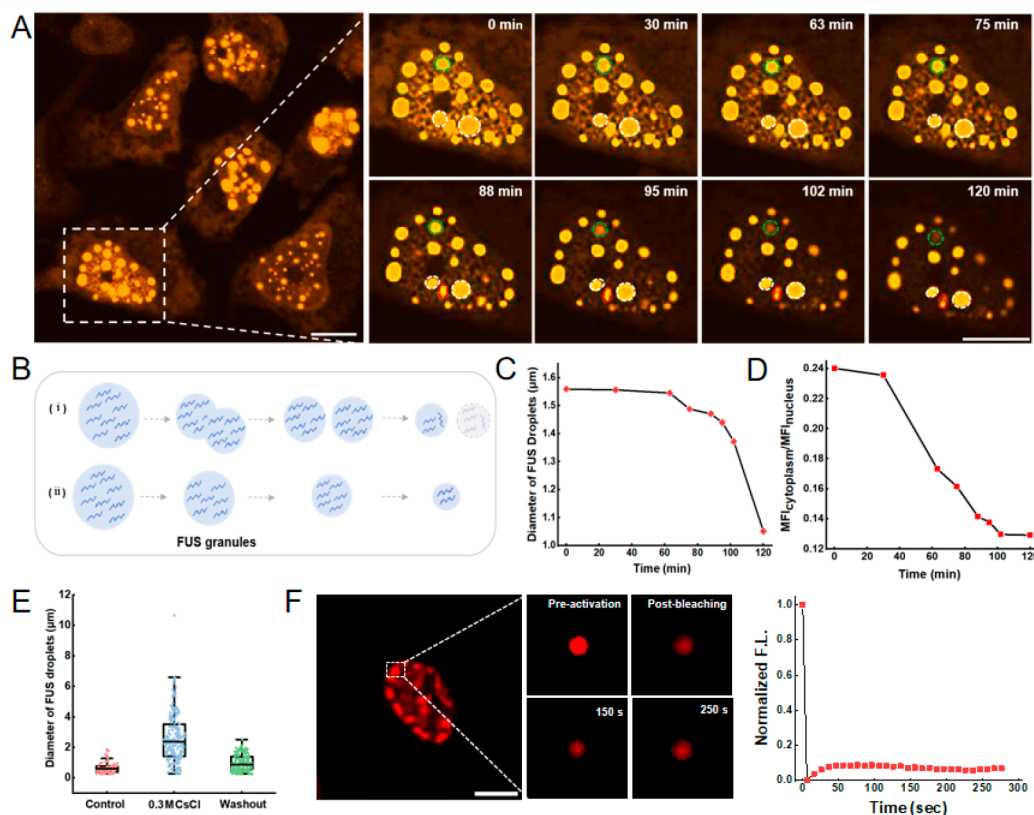 A
0 min
30 min
63 min
75 min
88 min
95 min
102 min
120 min
B
(i)
(ii)
FUS granules
C
Diameter of FUS Droplets (μm)
1.6
1.5
1.4
1.3
1.2
1.1
1.0
0 20 40 60 80 100 120
Time (min)
D
MFIcytoplasm/MFInucleus
0.24
0.22
0.20
0.18
0.16
0.14
0.12
0 20 40 60 80 100 120
Time (min)
E
Diameter of FUS droplets (μm)
12
10
8
6
4
2
0
Control 0.3MCsCl Washout
F
Pre-activation
Post-bleaching
150 s
250 s
Normalized F.L.
1.0
0.8
0.6
0.4
0.2
0.0
0 50 100 150 200 250 300
Time (sec)